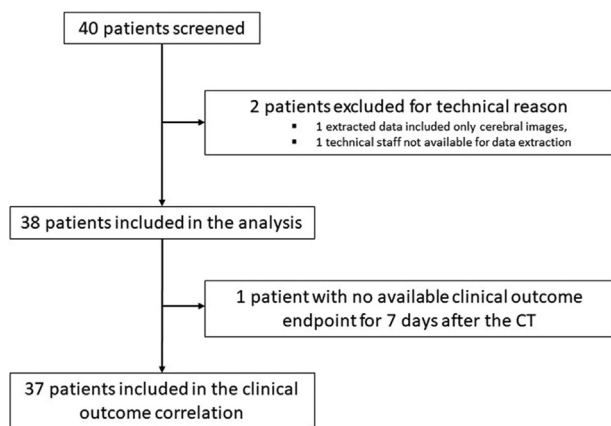 40 patients screened
2 patients excluded for technical reason
▪ 1 extracted data included only cerebral images,
▪ 1 technical staff not available for data extraction
38 patients included in the analysis
1 patient with no available clinical outcome
endpoint for 7 days after the CT
37 patients included in the clinical
outcome correlation